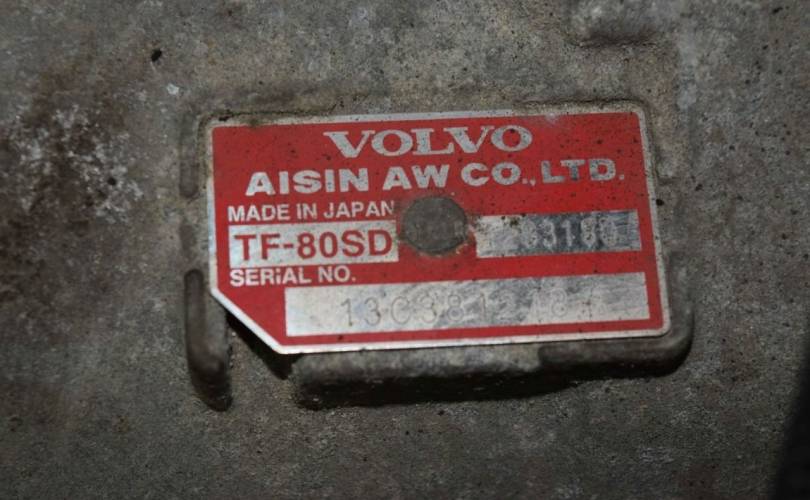 VOLVO
AISIN AW CO., LTD.
MADE IN JAPAN
TF-80SD
SERIAL NO.